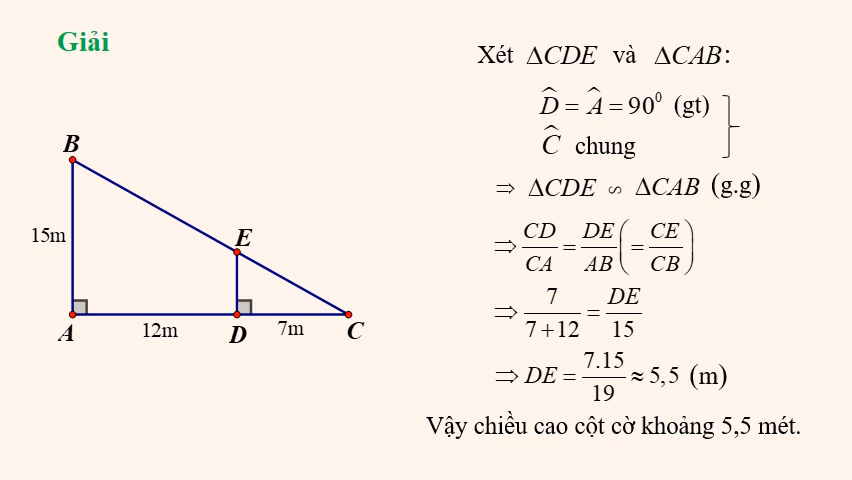 Giải
B
15m
E
A
12m
D
7m
C
Xét ΔCDE và ΔCAB:
D̂ = Â = 90⁰ (gt)
Ĉ chung
⇒ ΔCDE ∽ ΔCAB (g.g)
⇒ CD/CA = DE/AB (= CE/CB)
⇒ 7/(7+12) = DE/15
⇒ DE = 7.15/19 ≈ 5,5 (m)
Vậy chiều cao cột cờ khoảng 5,5 mét.